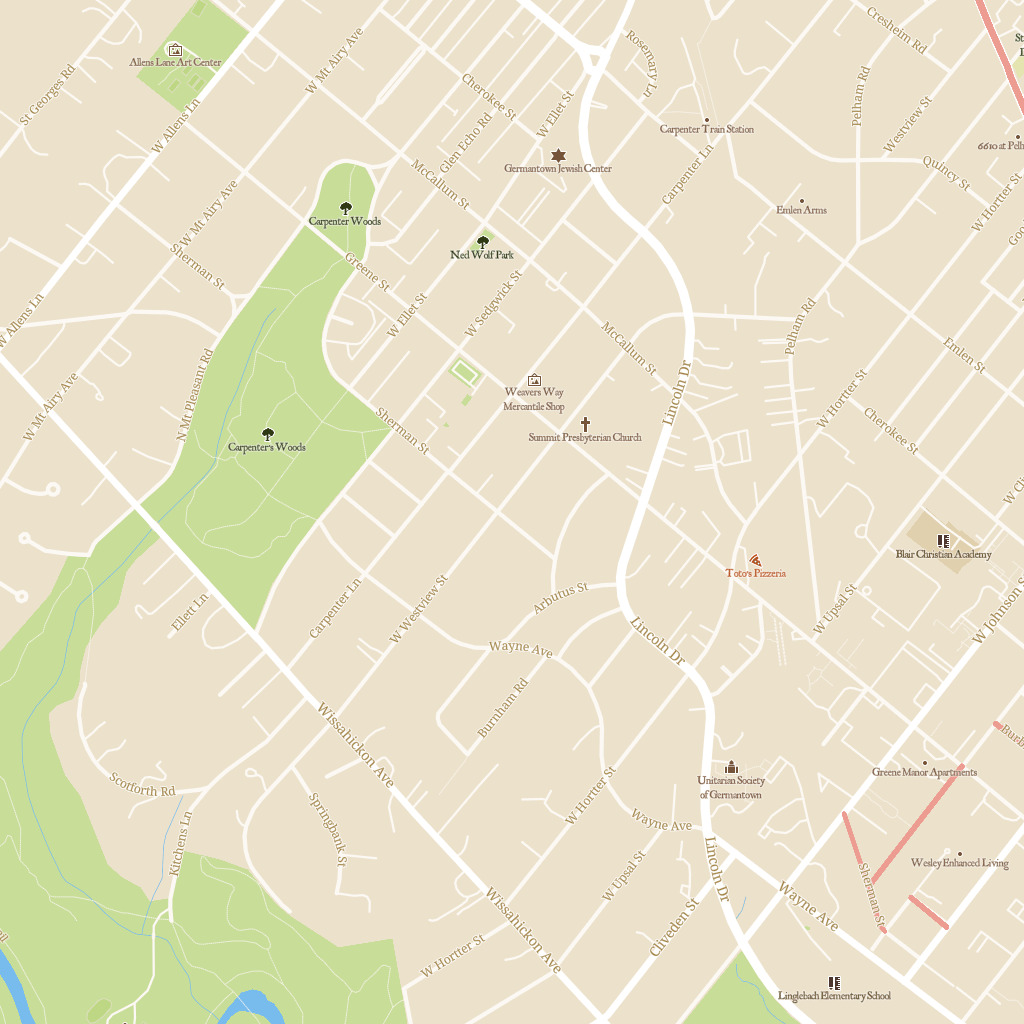 Cresheim Rd
W Mt Airy Ave
Rosemary Ln
Allens Lane Art Center
St Georges Rd
W Allens Ln
Cherokee St
W Ellet St
Pelham Rd
Westview St
Glen Echo Rd
Carpenter Train Station
6610 at Pelh
Germantown Jewish Center
McCallum St
Carpenter Ln
Quincy St
W Hortter St
W Mt Airy Ave
Carpenter Woods
Emlen Arms
Sherman St
Greene St
Ned Wolf Park
W Allens Ln
W Ellet St
W Sedgwick St
McCallum St
Pelham Rd
Emlen St
N Mt Pleasant Rd
W Mt Airy Ave
Lincoln Dr
Weavers Way
Mercantile Shop
W Hortter St
Sherman St
Summit Presbyterian Church
Cherokee St
Carpenter's Woods
Blair Christian Academy
Toto's Pizzeria
Ellett Ln
Carpenter Ln
W Westview St
Arbutus St
W Upsal St
W Johnson S
Lincoln Dr
Wayne Ave
Burnham Rd
Wissahickon Ave
Burb
Scotforth Rd
Greene Manor Apartments
Unitarian Society
of Germantown
W Hortter St
Springbank St
Kitchens Ln
Wayne Ave
Wesley Enhanced Living
W Upsal St
Lincoln Dr
Sherman St
Wayne Ave
Wissahickon Ave
Cliveden St
W Hortter St
Linglebach Elementary School